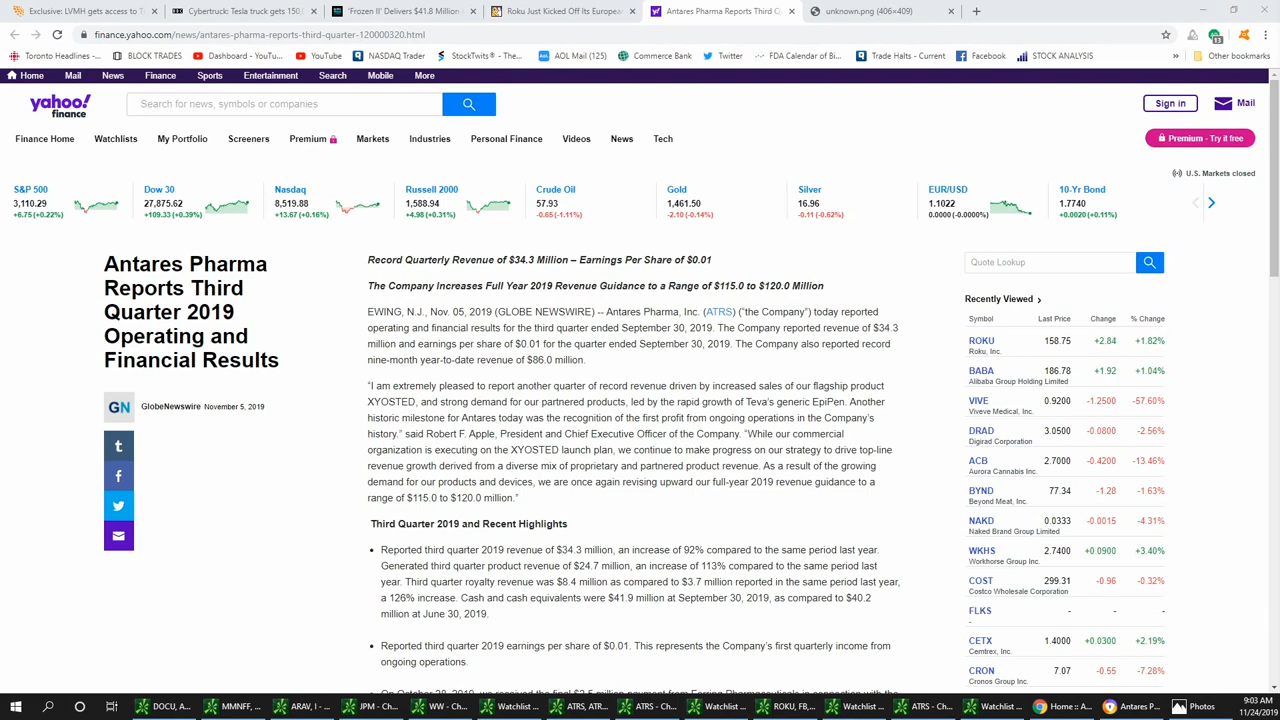 Exclusive: LVMH gets access to T
Cybertruck: Tesla truck gets 150,
"Frozen II' Delivers $41.8 Million
Roku Just Kicked Off Its European
Antares Pharma Reports Third Q
unknown.png (406×409)
finance.yahoo.com/news/antares-pharma-reports-third-quarter-120000320.html
13
Toronto Headlines -...
BLOCK TRADES
Dashboard - YouTu...
YouTube
NASDAQ Trader
StockTwits® - The...
AOL Mail (125)
Commerce Bank
Twitter
FDA Calendar of Bi...
Trade Halts - Current
Facebook
STOCK ANALYSIS
»
Other bookmarks
Home
Mail
News
Finance
Sports
Entertainment
Search
Mobile
More
yahoo!
finance
Search for news, symbols or companies
Sign in
Mail
Finance Home
Watchlists
My Portfolio
Screeners
Premium
Markets
Industries
Personal Finance
Videos
News
Tech
Premium - Try it free
U.S. Markets closed
S&P 500
3,110.29
+6.75 (+0.22%)
Dow 30
27,875.62
+109.33 (+0.39%)
Nasdaq
8,519.88
+13.67 (+0.16%)
Russell 2000
1,588.94
+4.98 (+0.31%)
Crude Oil
57.93
-0.65 (-1.11%)
Gold
1,461.50
-2.10 (-0.14%)
Silver
16.96
-0.11 (-0.62%)
EUR/USD
1.1022
0.0000 (-0.0000%)
10-Yr Bond
1.7740
+0.0020 (+0.11%)
Antares Pharma
Reports Third
Quarter 2019
Operating and
Financial Results
GN
GlobeNewswire November 5, 2019
Record Quarterly Revenue of $34.3 Million – Earnings Per Share of $0.01
The Company Increases Full Year 2019 Revenue Guidance to a Range of $115.0 to $120.0 Million
EWING, N.J., Nov. 05, 2019 (GLOBE NEWSWIRE) -- Antares Pharma, Inc. (ATRS) ("the Company") today reported
operating and financial results for the third quarter ended September 30, 2019. The Company reported revenue of $34.3
million and earnings per share of $0.01 for the quarter ended September 30, 2019. The Company also reported record
nine-month year-to-date revenue of $86.0 million.
"I am extremely pleased to report another quarter of record revenue driven by increased sales of our flagship product
XYOSTED, and strong demand for our partnered products, led by the rapid growth of Teva's generic EpiPen. Another
historic milestone for Antares today was the recognition of the first profit from ongoing operations in the Company's
history." said Robert F. Apple, President and Chief Executive Officer of the Company. "While our commercial
organization is executing on the XYOSTED launch plan, we continue to make progress on our strategy to drive top-line
revenue growth derived from a diverse mix of proprietary and partnered product revenue. As a result of the growing
demand for our products and devices, we are once again revising upward our full-year 2019 revenue guidance to a
range of $115.0 to $120.0 million."
Third Quarter 2019 and Recent Highlights
• Reported third quarter 2019 revenue of $34.3 million, an increase of 92% compared to the same period last year.
Generated third quarter product revenue of $24.7 million, an increase of 113% compared to the same period last
year. Third quarter royalty revenue was $8.4 million as compared to $3.7 million reported in the same period last year,
a 126% increase. Cash and cash equivalents were $41.9 million at September 30, 2019, as compared to $40.2
million at June 30, 2019.
• Reported third quarter 2019 earnings per share of $0.01. This represents the Company's first quarterly income from
ongoing operations.
• On October 28, 2019, we received the final $2.5 million payment from Ferring Pharmaceuticals in connection with the
Quote Lookup
Recently Viewed
Symbol Last Price Change % Change
ROKU 158.75 +2.84 +1.82%
Roku, Inc.
BABA 186.78 +1.92 +1.04%
Alibaba Group Holding Limited
VIVE 0.9200 -1.2500 -57.60%
Viveve Medical, Inc.
DRAD 3.0500 -0.0800 -2.56%
Digirad Corporation
ACB 2.7000 -0.4200 -13.46%
Aurora Cannabis Inc.
BYND 77.34 -1.28 -1.63%
Beyond Meat, Inc.
NAKD 0.0333 -0.0015 -4.31%
Naked Brand Group Limited
WKHS 2.7400 +0.0900 +3.40%
Workhorse Group Inc.
COST 299.31 -0.96 -0.32%
Costco Wholesale Corporation
FLKS - - -
-
CETX 1.4000 +0.0300 +2.19%
Cemtrex, Inc.
CRON 7.07 -0.55 -7.28%
Cronos Group Inc.
DOCU, A...
MMNFF, ...
ARAV, I - ...
JPM - Ch...
WW - Ch...
Watchlist ...
ATRS, ATR...
ATRS - Ch...
Watchlist ...
ROKU, FB,...
Watchlist ...
ATRS - Ch...
Watchlist ...
Home :: A...
Antares P...
Photos
9:03 AM
11/24/2019